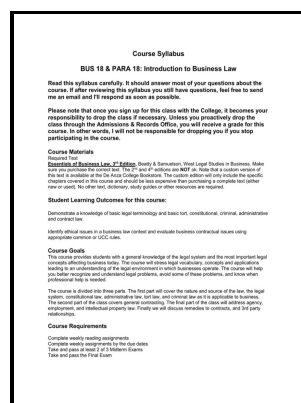 Course Syllabus
BUS 18 & PARA 18: Introduction to Business Law
Read this syllabus carefully. It should answer most of your questions about the
course. If after reviewing this syllabus you still have questions, feel free to send
me an email and I'll respond as soon as possible.
Please note that once you sign up for this class with the College, it becomes your
responsibility to drop the class if necessary. Unless you proactively drop the
class through the Admissions & Records Office, you will receive a grade for this
course. In other words, I will not be responsible for dropping you if you stop
participating in the course.
Course Materials
Required Text
Essentials of Business Law, 3rd Edition, Beatty & Samuelson, West Legal Studies in Business. Make
sure you purchase the correct text. The 2nd and 4th editions are NOT ok. Note that a custom version of
this text is available at the De Anza College Bookstore. The custom edition will only include the specific
chapters covered in this course and should be less expensive than purchasing a complete text (either
new or used). No other text, dictionary, study guides or other resources are required.
Student Learning Outcomes for this course:
Demonstrate a knowledge of basic legal terminology and basic tort, constitutional, criminal, administrative
and contract law.
Identify ethical issues in a business law context and evaluate business contractual issues using
appropriate common or UCC rules.
Course Goals
This course provides students with a general knowledge of the legal system and the most important legal
concepts affecting business today. The course will stress legal vocabulary, concepts and applications
leading to an understanding of the legal environment in which businesses operate. The course will help
you better recognize and understand legal problems, avoid some of these problems, and know when
professional help is needed.
The course is divided into three parts. The first part will cover the nature and source of the law, the legal
system, constitutional law, administrative law, tort law, and criminal law as it is applicable to business.
The second part of the class covers general contracting. The final part of the class will address agency,
employment, and intellectual property law. Finally we will discuss remedies to contracts, and 3rd party
relationships.
Course Requirements
Complete weekly reading assignments
Complete weekly assignments by the due dates
Take and pass at least 2 of 3 Midterm Exams
Take and pass the Final Exam